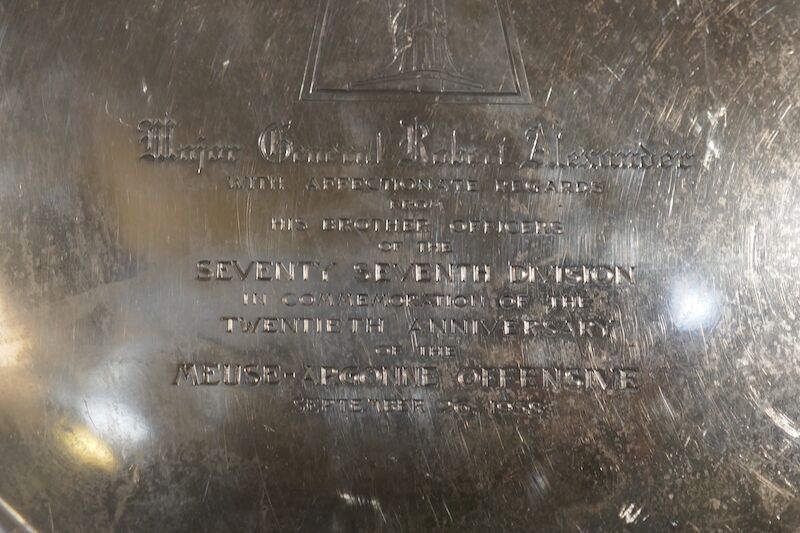 Major General Robert Alexander
WITH AFFECTIONATE REGARDS
FROM
HIS BROTHER OFFICERS
OF THE
SEVENTY SEVENTH DIVISION
IN COMMEMORATION OF THE
TWENTIETH ANNIVERSARY
OF THE
MEUSE-ARGONNE OFFENSIVE
SEPTEMBER 26, 1938